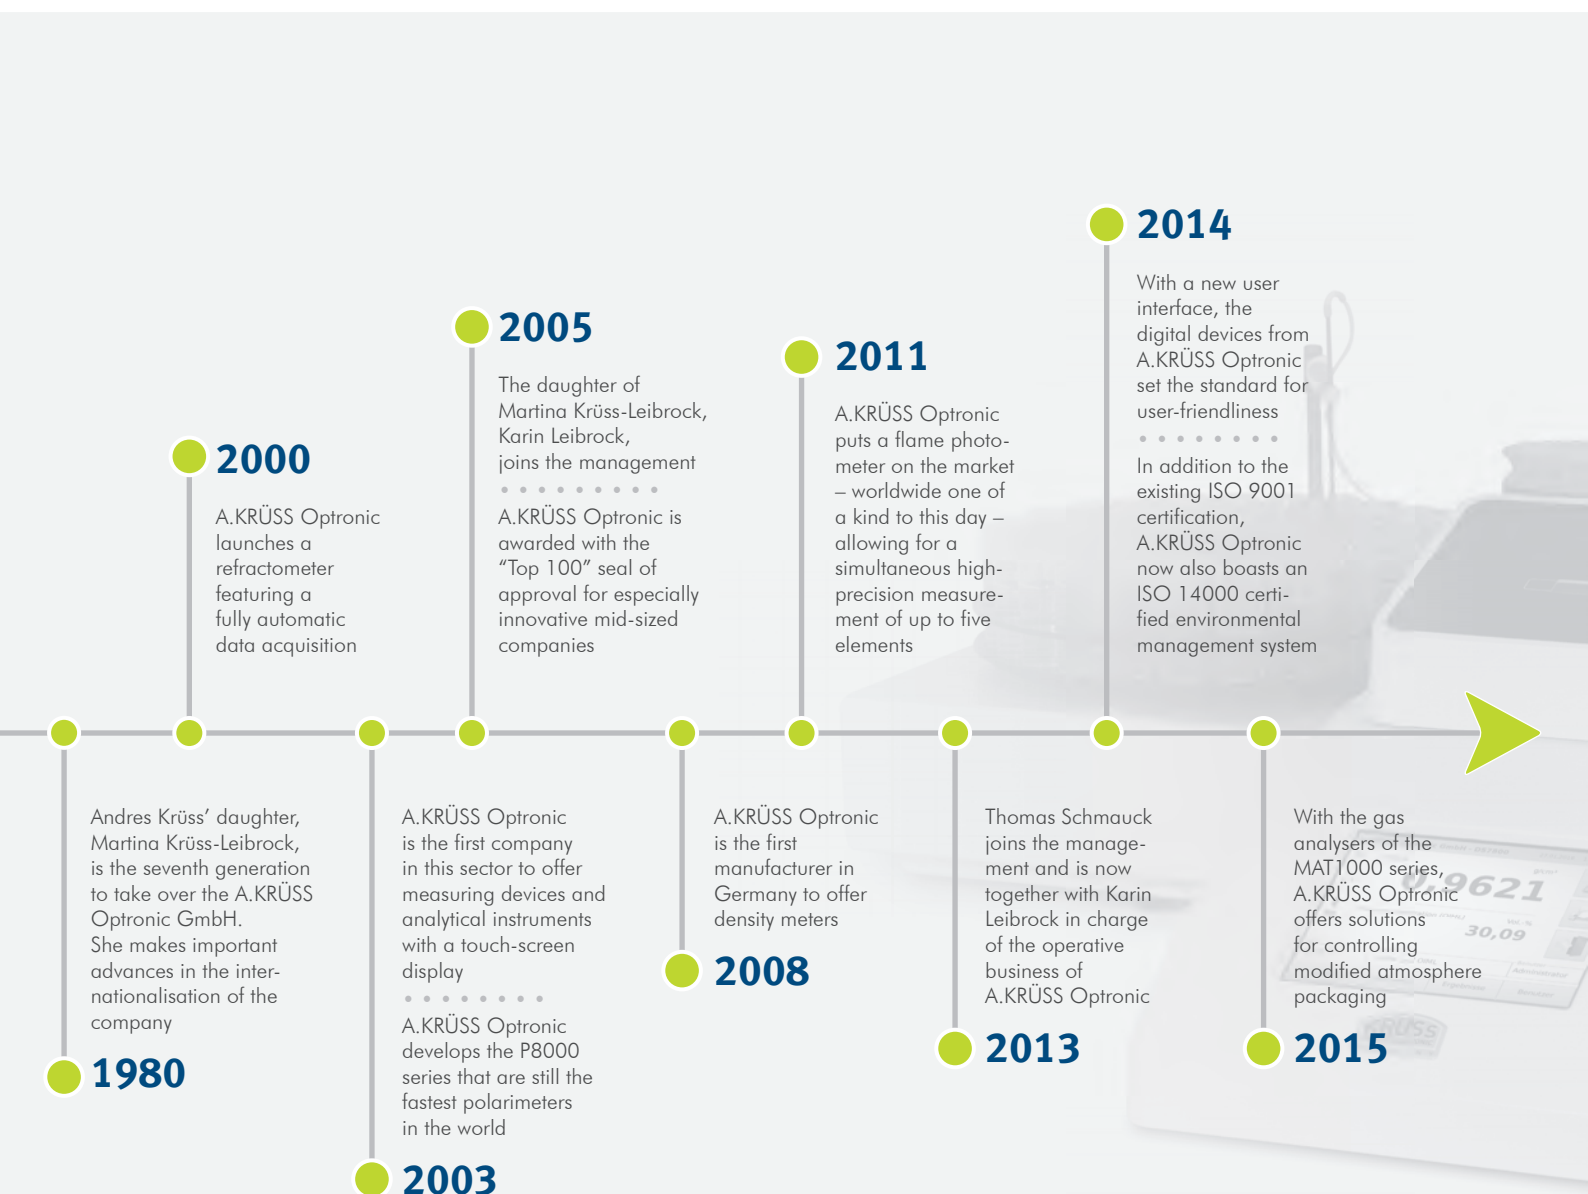 2014
With a new user
interface, the
digital devices from
A.KRÜSS Optronic
set the standard for
user-friendliness
In addition to the
existing ISO 9001
certification,
A.KRÜSS Optronic
now also boasts an
ISO 14000 certi-
fied environmental
management system
2005
The daughter of
Martina Krüss-Leibrock,
Karin Leibrock,
joins the management
A.KRÜSS Optronic is
awarded with the
“Top 100” seal of
approval for especially
innovative mid-sized
companies
2011
A.KRÜSS Optronic
puts a flame photo-
meter on the market
– worldwide one of
a kind to this day –
allowing for a
simultaneous high-
precision measure-
ment of up to five
elements
2000
A.KRÜSS Optronic
launches a
refractometer
featuring a
fully automatic
data acquisition
Andres Krüss’ daughter,
Martina Krüss-Leibrock,
is the seventh generation
to take over the A.KRÜSS
Optronic GmbH.
She makes important
advances in the inter-
nationalisation of the
company
1980
A.KRÜSS Optronic
is the first company
in this sector to offer
measuring devices and
analytical instruments
with a touch-screen
display
A.KRÜSS Optronic
develops the P8000
series that are still the
fastest polarimeters
in the world
2003
A.KRÜSS Optronic
is the first
manufacturer in
Germany to offer
density meters
2008
Thomas Schmauck
joins the manage-
ment and is now
together with Karin
Leibrock in charge
of the operative
business of
A.KRÜSS Optronic
2013
With the gas
analysers of the
MAT1000 series,
A.KRÜSS Optronic
offers solutions
for controlling
modified atmosphere
packaging
2015
0,9621
30,09
KRÜSS